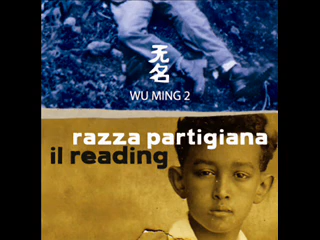 无
名
WU MING 2
razza partigiana
il reading